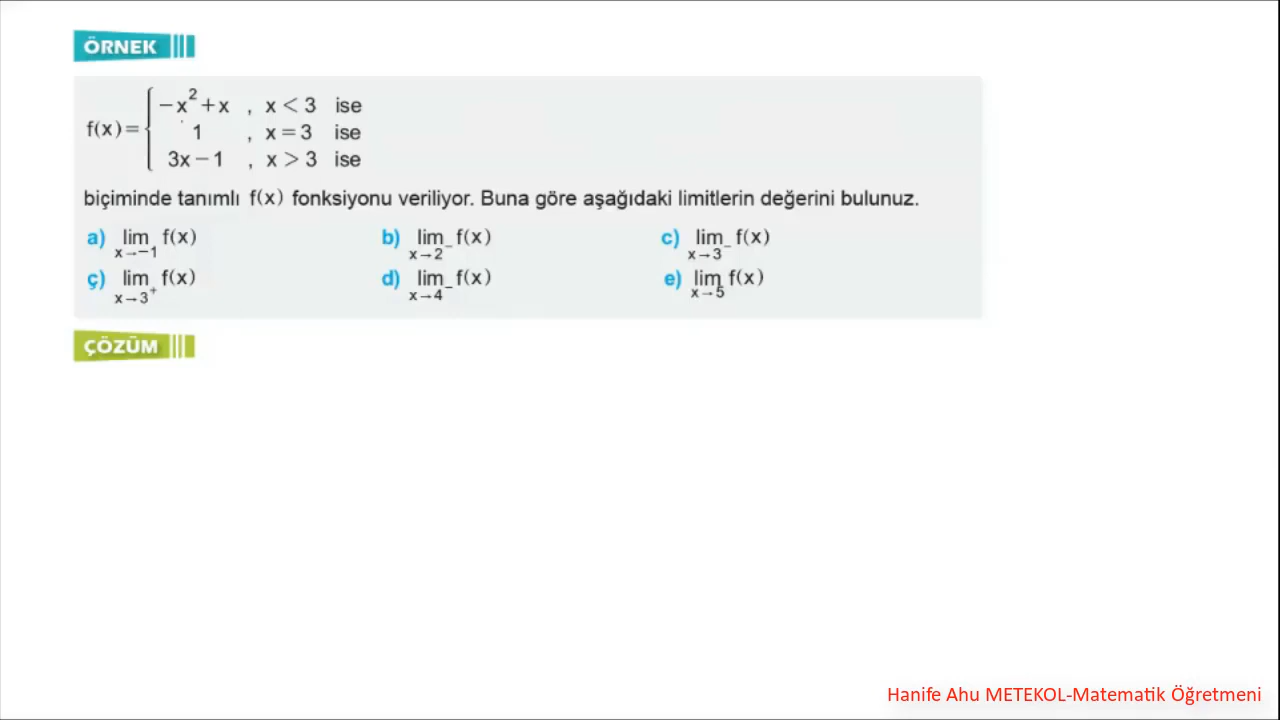 ÖRNEK
f(x) = { −x² + x , x < 3 ise
1 , x = 3 ise
3x − 1 , x > 3 ise
biçiminde tanımlı f(x) fonksiyonu veriliyor. Buna göre aşağıdaki limitlerin değerini bulunuz.
a) lim f(x) b) lim f(x) c) lim f(x)
x→−1 x→2⁻ x→3⁻
ç) lim f(x) d) lim f(x) e) lim f(x)
x→3⁺ x→4⁻ x→5
ÇÖZÜM
Hanife Ahu METEKOL-Matematik Öğretmeni